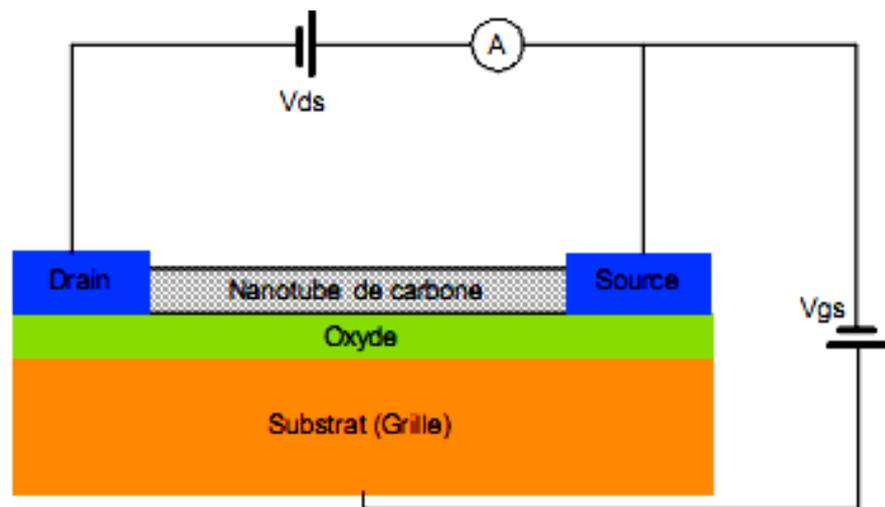 A
Vds
Drain
Nanotube de carbone
Source
Vgs
Oxyde
Substrat (Grille)